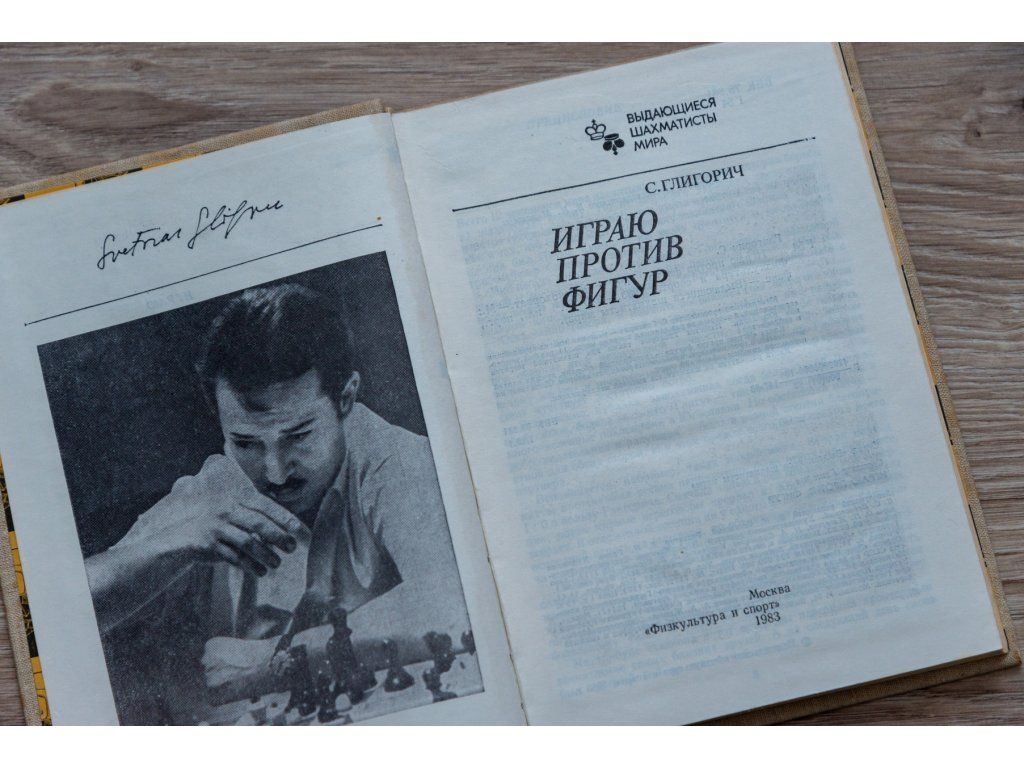 Svetozar Gligoric
ВЫДАЮЩИЕСЯ
ШАХМАТИСТЫ
МИРА
С.ГЛИГОРИЧ
ИГРАЮ
ПРОТИВ
ФИГУР
Москва
«Физкультура и спорт»
1983